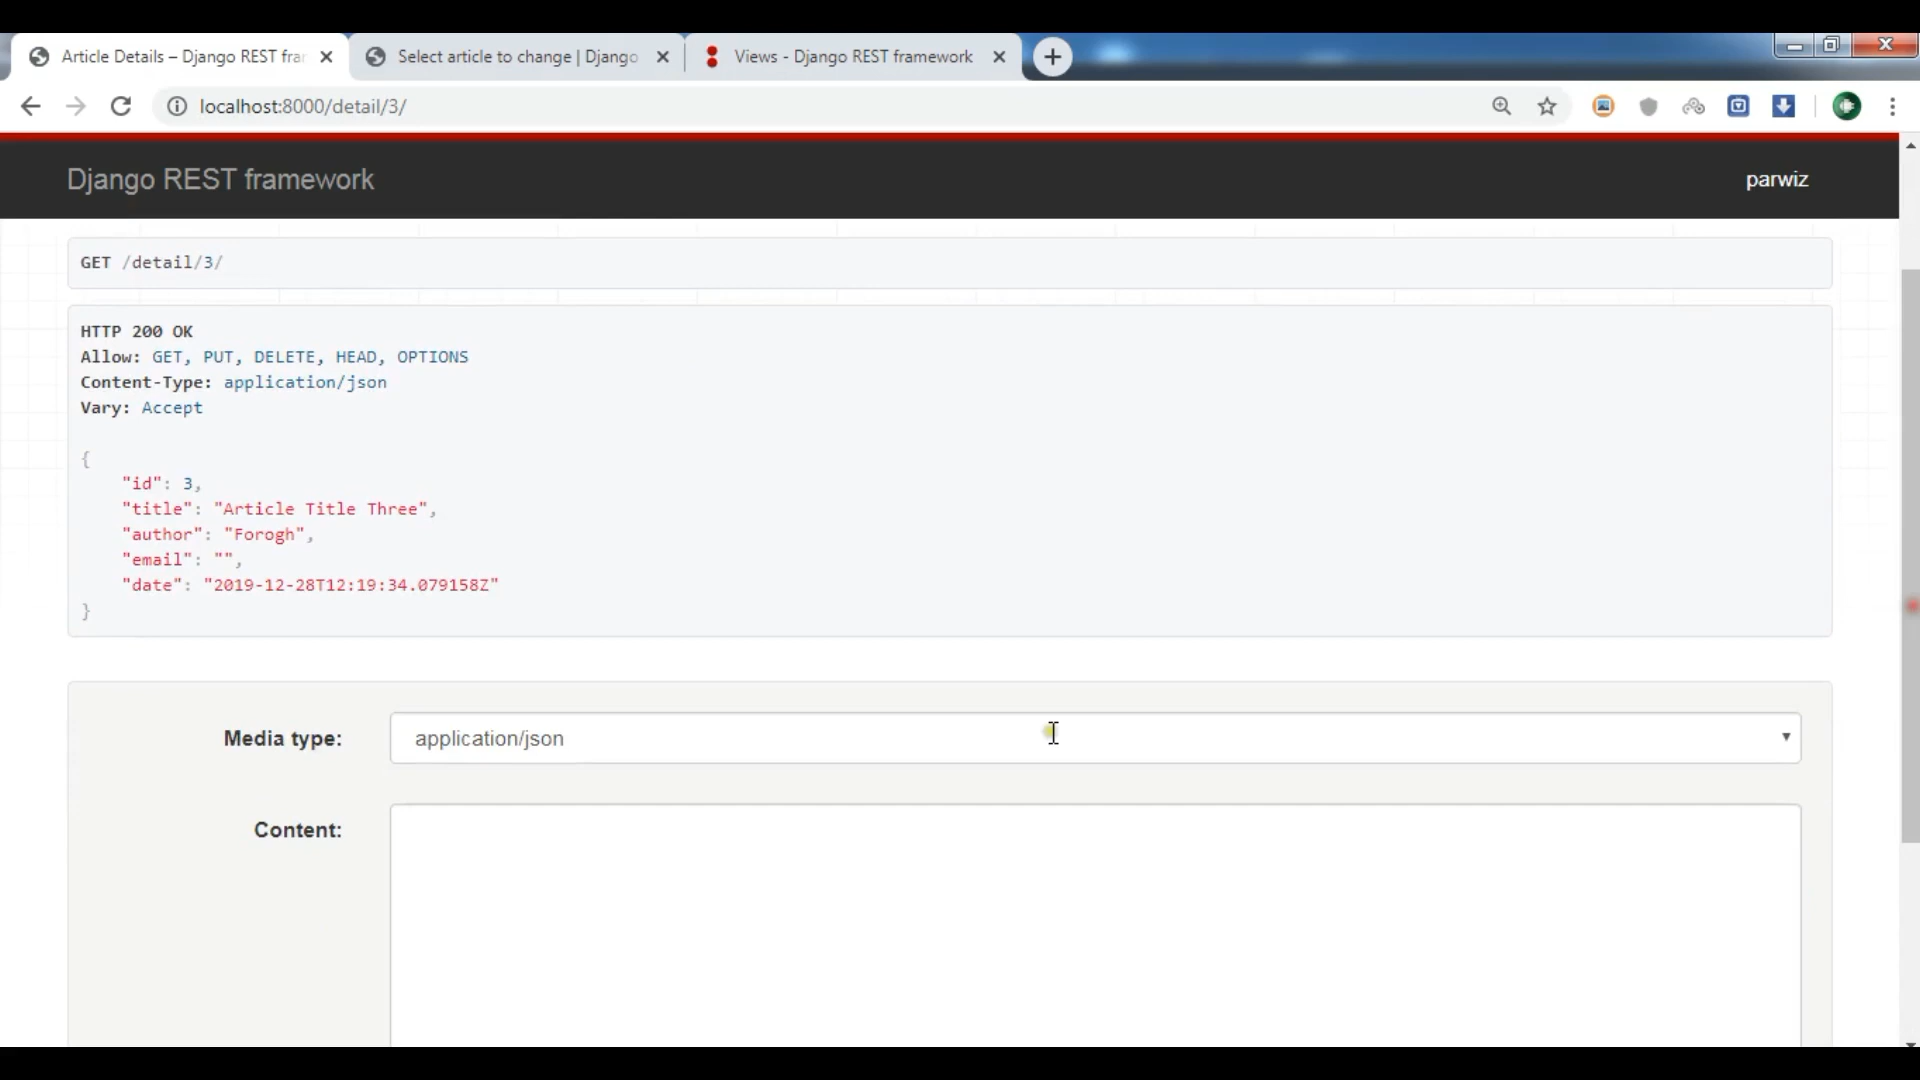 Article Details – Django REST fra
Select article to change | Django
Views - Django REST framework
localhost:8000/detail/3/
Django REST framework
parwiz
GET /detail/3/
HTTP 200 OK
Allow: GET, PUT, DELETE, HEAD, OPTIONS
Content-Type: application/json
Vary: Accept
{
"id": 3,
"title": "Article Title Three",
"author": "Forogh",
"email": "",
"date": "2019-12-28T12:19:34.079158Z"
}
Media type:
application/json
Content: